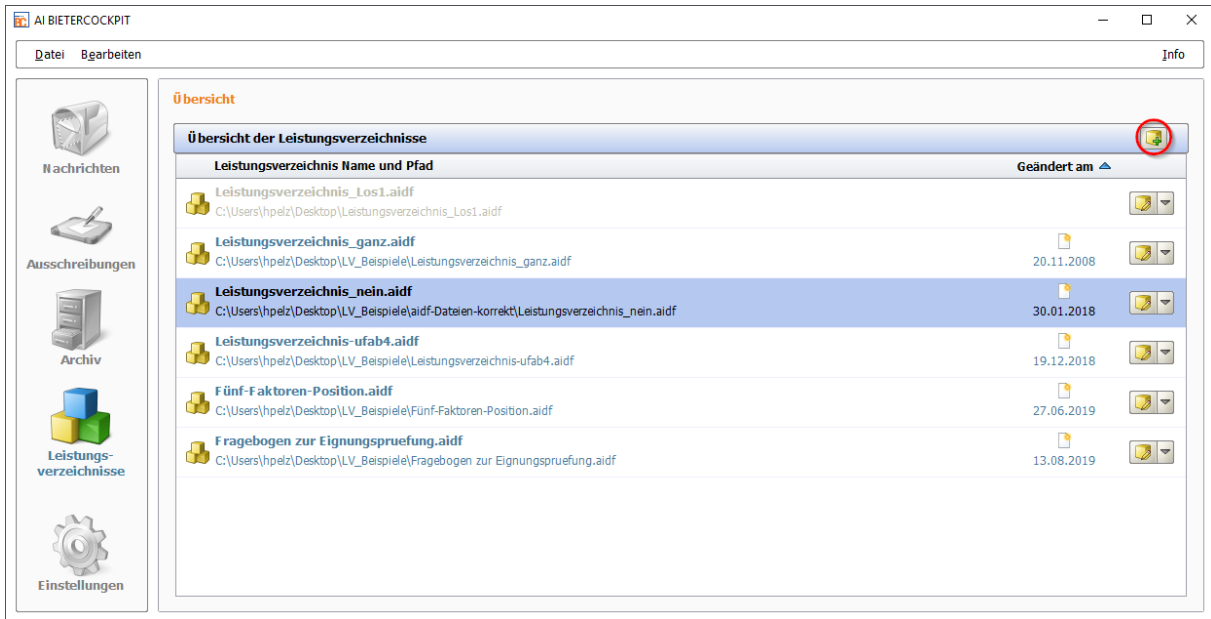 AI BIETERCOCKPIT
Datei Bearbeiten Info
Nachrichten
Ausschreibungen
Archiv
Leistungs-
verzeichnisse
Einstellungen
Übersicht
Übersicht der Leistungsverzeichnisse
Leistungsverzeichnis Name und Pfad Geändert am
Leistungsverzeichnis_Los1.aidf
C:\Users\hpelz\Desktop\Leistungsverzeichnis_Los1.aidf
Leistungsverzeichnis_ganz.aidf
C:\Users\hpelz\Desktop\LV_Beispiele\Leistungsverzeichnis_ganz.aidf 20.11.2008
Leistungsverzeichnis_nein.aidf
C:\Users\hpelz\Desktop\LV_Beispiele\aidf-Dateien-korrekt\Leistungsverzeichnis_nein.aidf 30.01.2018
Leistungsverzeichnis-ufab4.aidf
C:\Users\hpelz\Desktop\LV_Beispiele\Leistungsverzeichnis-ufab4.aidf 19.12.2018
Fünf-Faktoren-Position.aidf
C:\Users\hpelz\Desktop\LV_Beispiele\Fünf-Faktoren-Position.aidf 27.06.2019
Fragebogen zur Eignungspruefung.aidf
C:\Users\hpelz\Desktop\LV_Beispiele\Fragebogen zur Eignungspruefung.aidf 13.08.2019